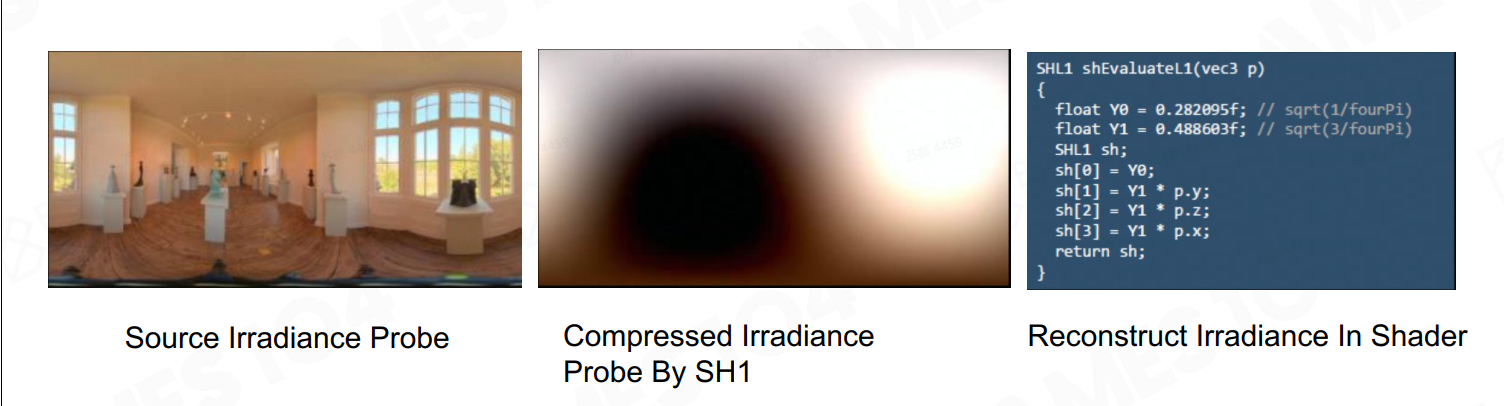 SHL1 shEvaluateL1(vec3 p)
{
float Y0 = 0.282095f; // sqrt(1/fourPi)
float Y1 = 0.488603f; // sqrt(3/fourPi)
SHL1 sh;
sh[0] = Y0;
sh[1] = Y1 * p.y;
sh[2] = Y1 * p.z;
sh[3] = Y1 * p.x;
return sh;
}
Source Irradiance Probe
Compressed Irradiance
Probe By SH1
Reconstruct Irradiance In Shader